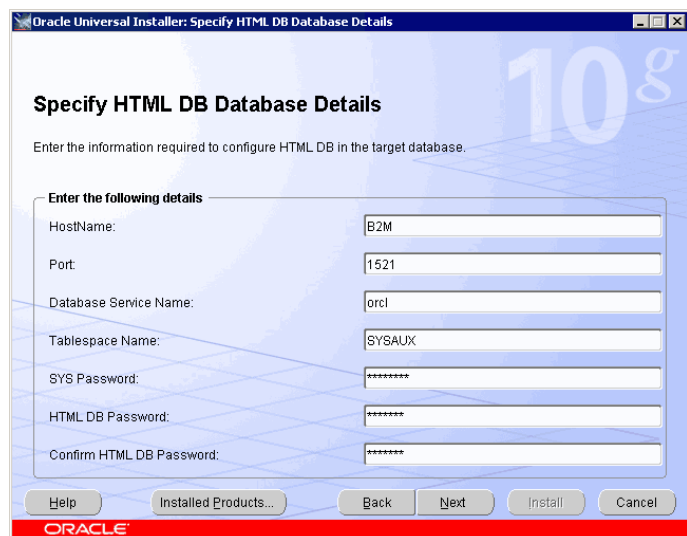 Oracle Universal Installer: Specify HTML DB Database Details
10g
Specify HTML DB Database Details
Enter the information required to configure HTML DB in the target database.
Enter the following details
HostName: B2M
Port: 1521
Database Service Name: orcl
Tablespace Name: SYSAUX
SYS Password: ********
HTML DB Password: *******
Confirm HTML DB Password: *******
Help Installed Products... Back Next Install Cancel
ORACLE